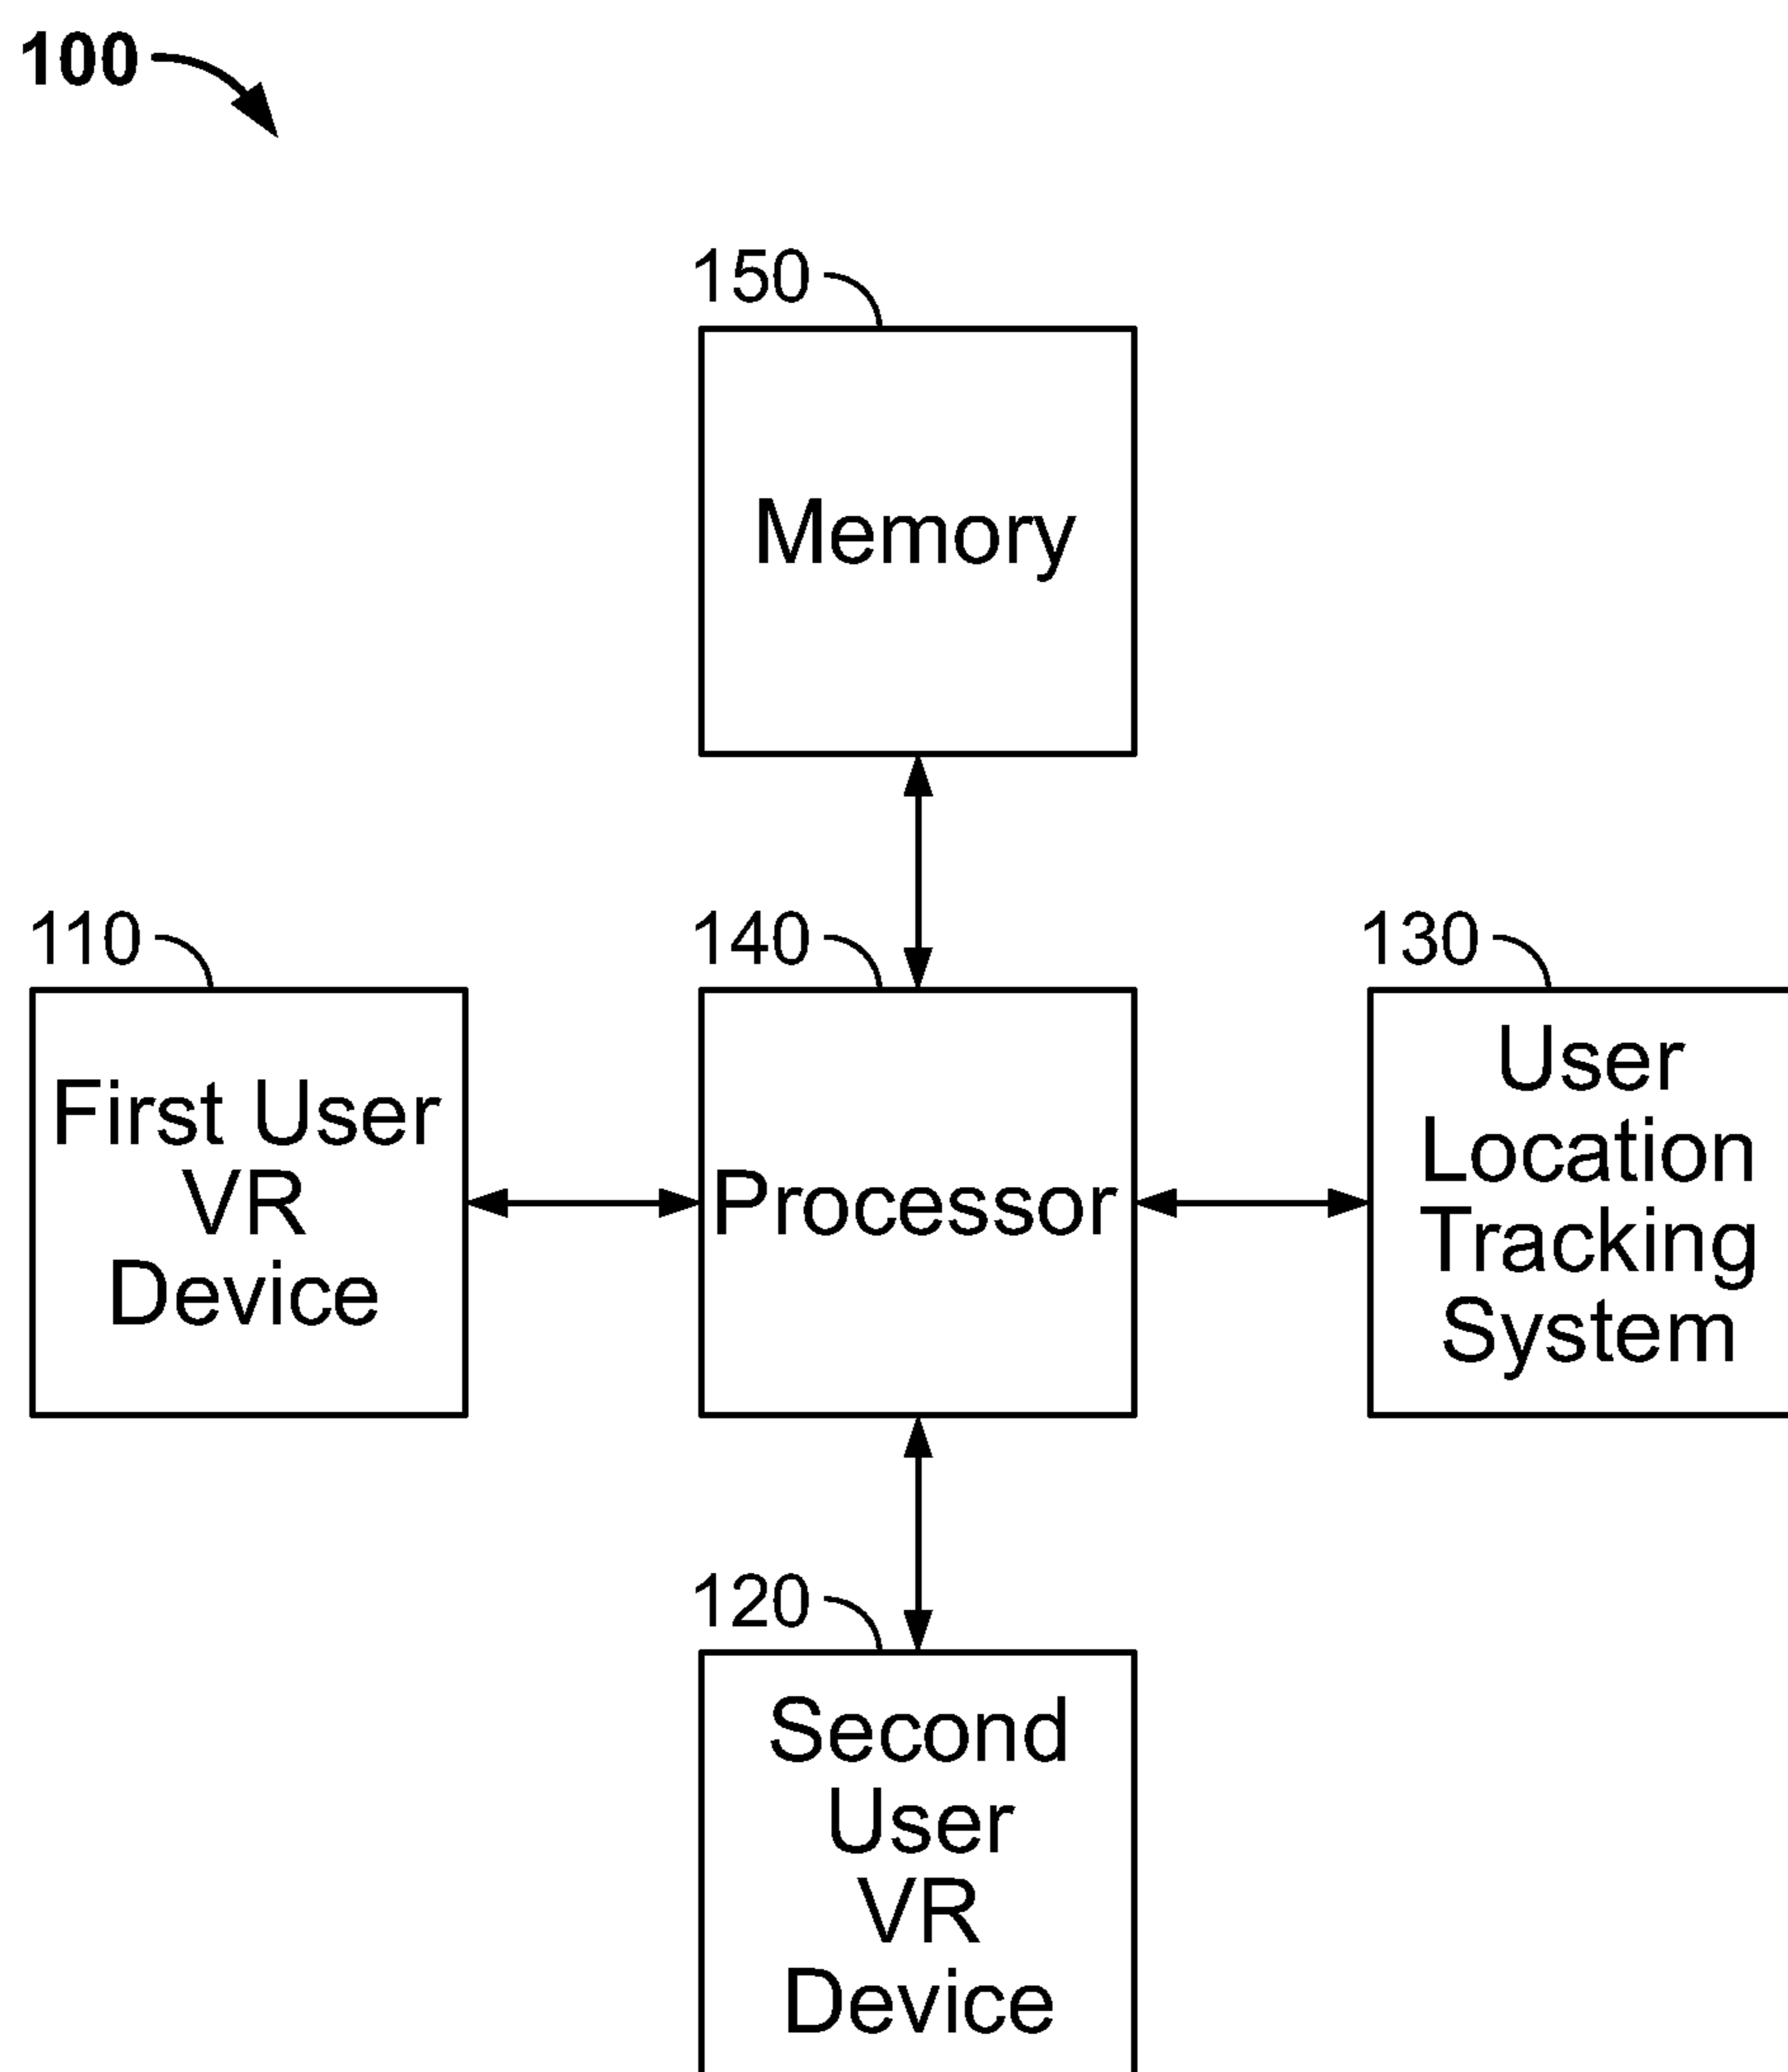 100
150
Memory
110
140
130
First User
VR
Device
Processor
User
Location
Tracking
System
120
Second
User
VR
Device